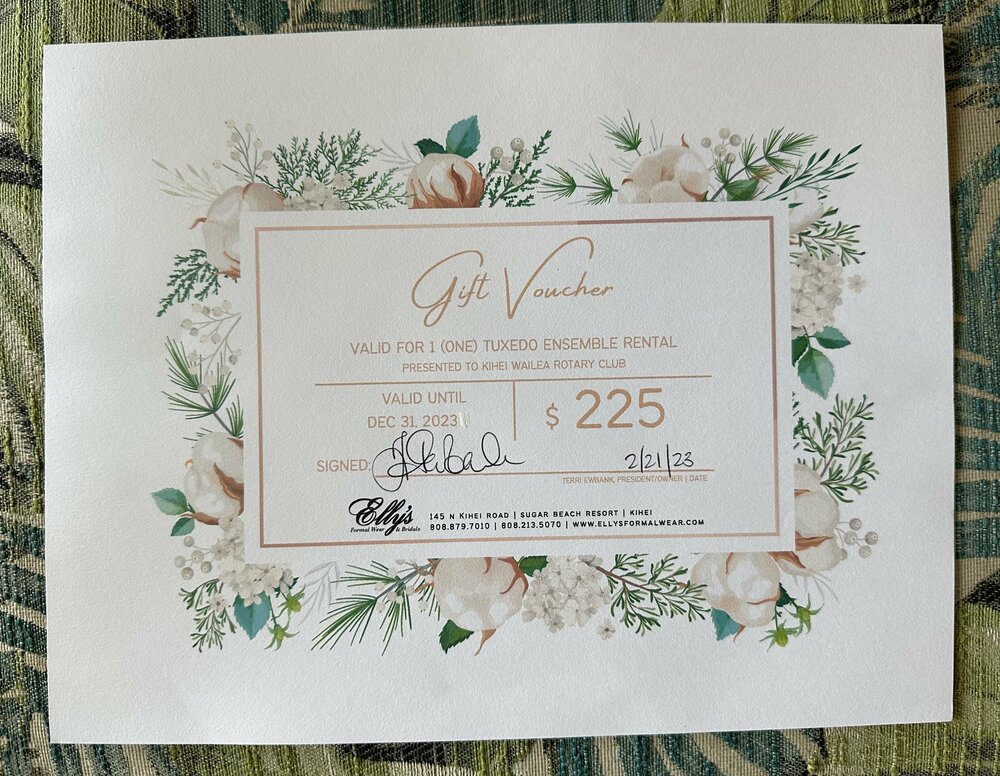 Gift Voucher
VALID FOR 1 (ONE) TUXEDO ENSEMBLE RENTAL
PRESENTED TO KIHEI WAILEA ROTARY CLUB
VALID UNTIL
DEC 31, 2023
$ 225
SIGNED:
2/21/23
TERRI EWBANK, PRESIDENT/OWNER | DATE
Elly's
Formal Wear & Bridals
145 N KIHEI ROAD | SUGAR BEACH RESORT | KIHEI
808.879.7010 | 808.213.5070 | WWW.ELLYSFORMALWEAR.COM